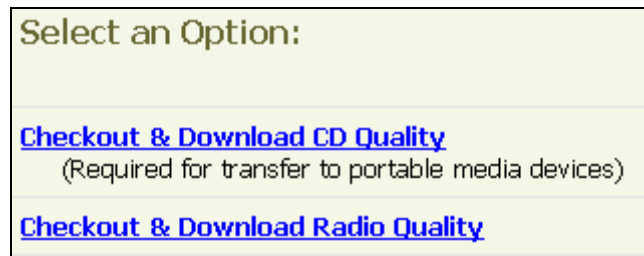 Select an Option:
Checkout & Download CD Quality
(Required for transfer to portable media devices)
Checkout & Download Radio Quality